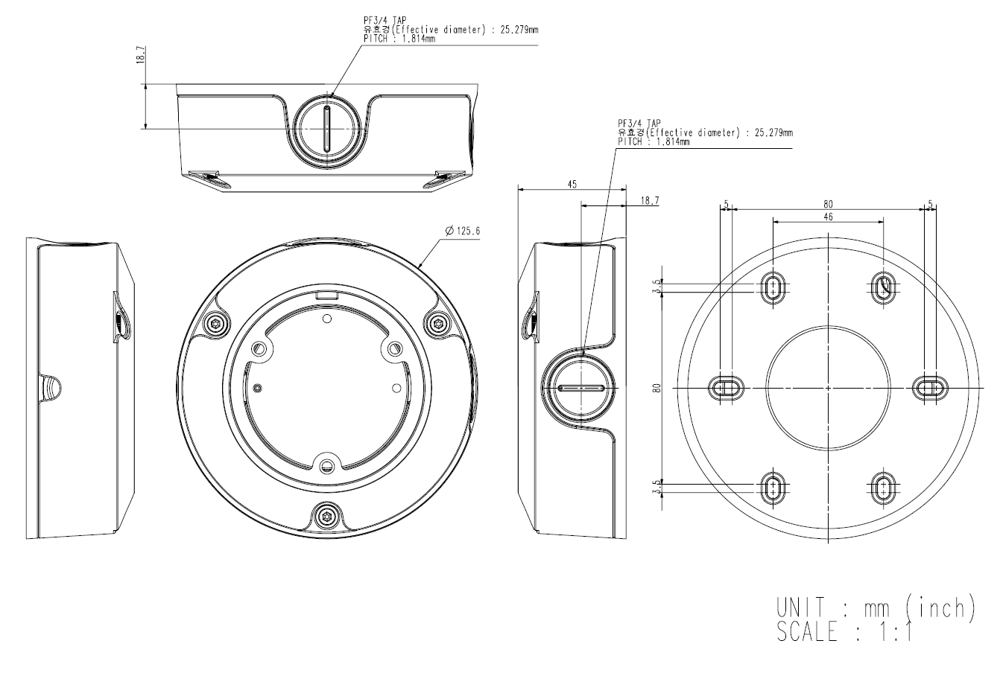 PF3/4 TAP
유효경(Effective diameter) : 25.279mm
PITCH : 1.814mm
18.7
PF3/4 TAP
유효경(Effective diameter) : 25.279mm
PITCH : 1.814mm
45
18.7
5
80
5
46
Ø125.6
3.5
80
3.5
UNIT : mm (inch)
SCALE : 1:1